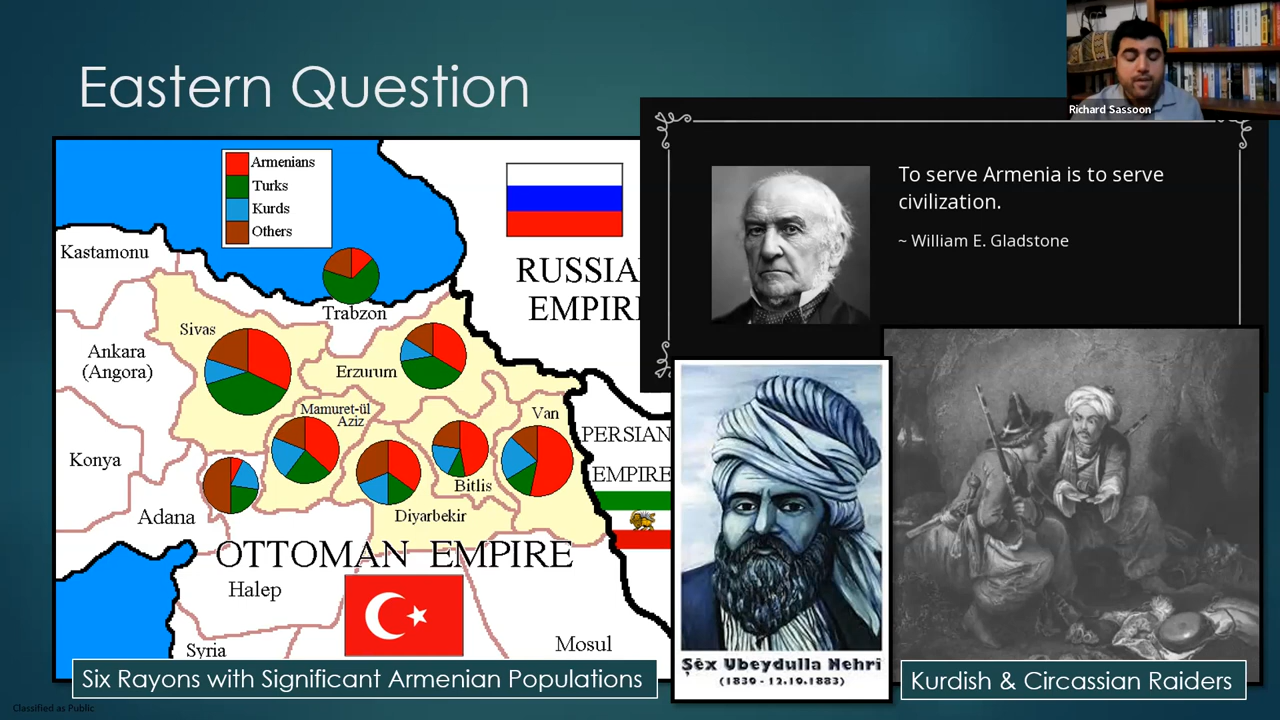 Eastern Question
Richard Sassoon
Armenians
Turks
Kurds
Others
Kastamonu
Trabzon
RUSSIA
EMPIRE
Sivas
Ankara
(Angora)
Erzurum
Mamuret-ül
Aziz
Van
PERSIAN
EMPIRE
Konya
Bitlis
Adana
Diyarbekir
OTTOMAN EMPIRE
Halep
Mosul
Syria
Six Rayons with Significant Armenian Populations
To serve Armenia is to serve
civilization.
~ William E. Gladstone
Şêx Ubeydulla Nehri
(1830 - 12.10.1883)
Kurdish & Circassian Raiders
Classified as Public